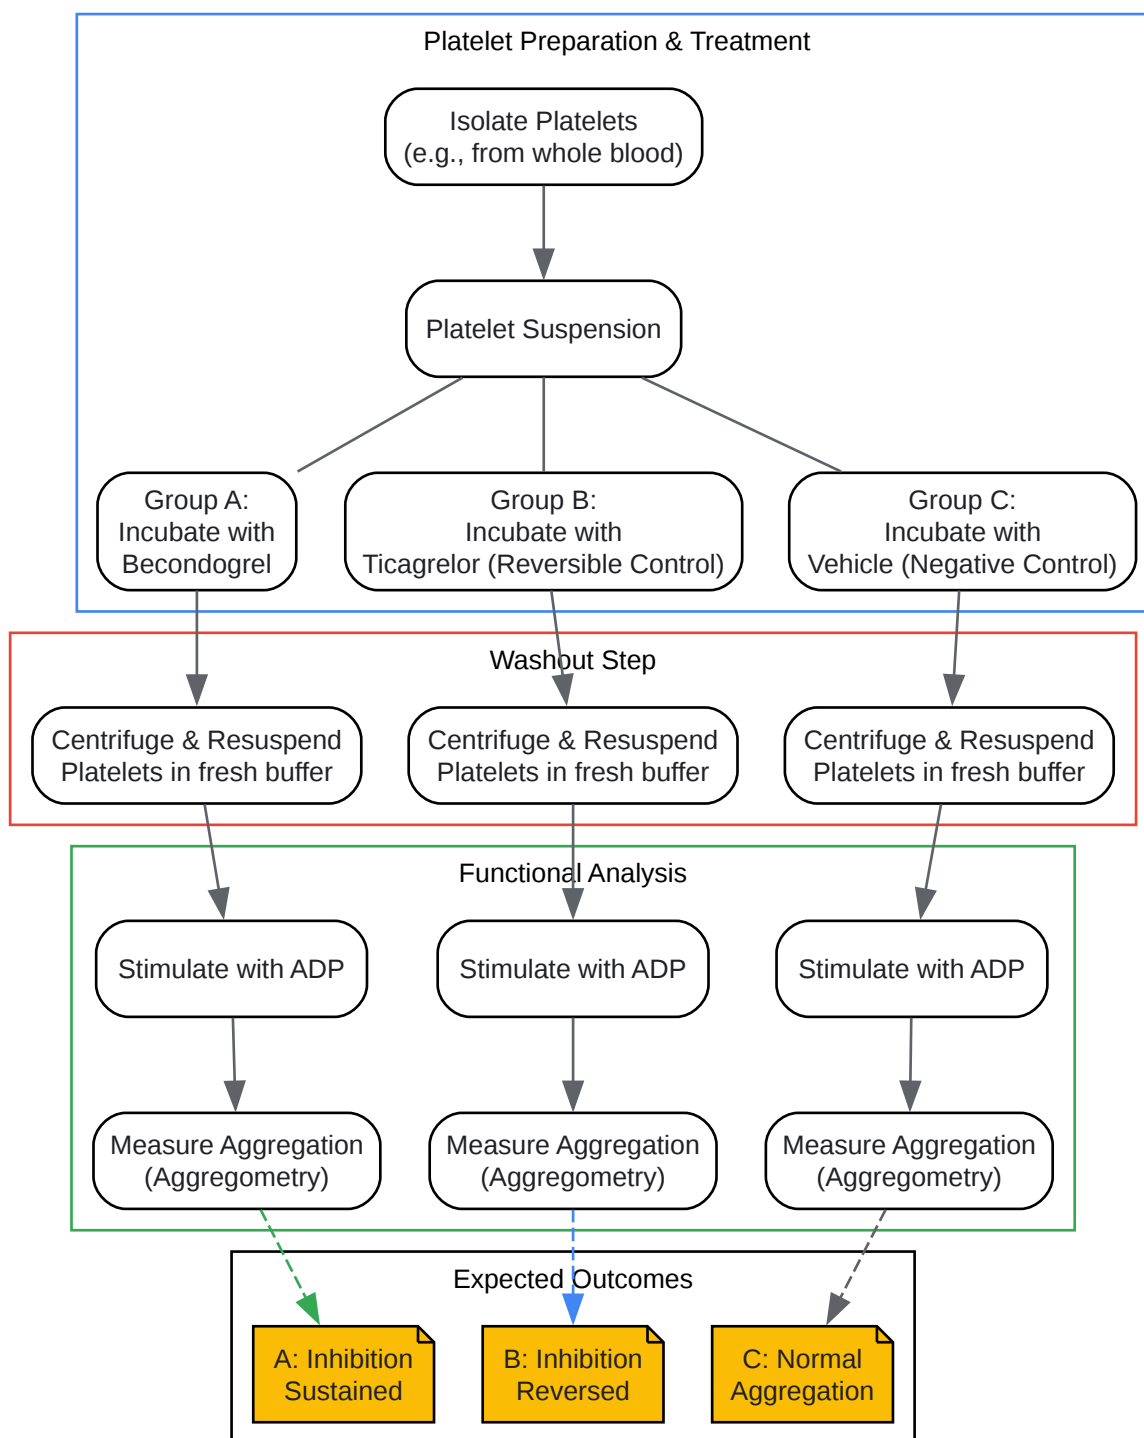 Platelet Preparation & Treatment
Isolate Platelets
(e.g., from whole blood)
Platelet Suspension
Group A:
Incubate with
Becondogrel
Group B:
Incubate with
Ticagrelor (Reversible Control)
Group C:
Incubate with
Vehicle (Negative Control)
Washout Step
Centrifuge & Resuspend
Platelets in fresh buffer
Centrifuge & Resuspend
Platelets in fresh buffer
Centrifuge & Resuspend
Platelets in fresh buffer
Functional Analysis
Stimulate with ADP
Stimulate with ADP
Stimulate with ADP
Measure Aggregation
(Aggregometry)
Measure Aggregation
(Aggregometry)
Measure Aggregation
(Aggregometry)
Expected Outcomes
A: Inhibition
Sustained
B: Inhibition
Reversed
C: Normal
Aggregation